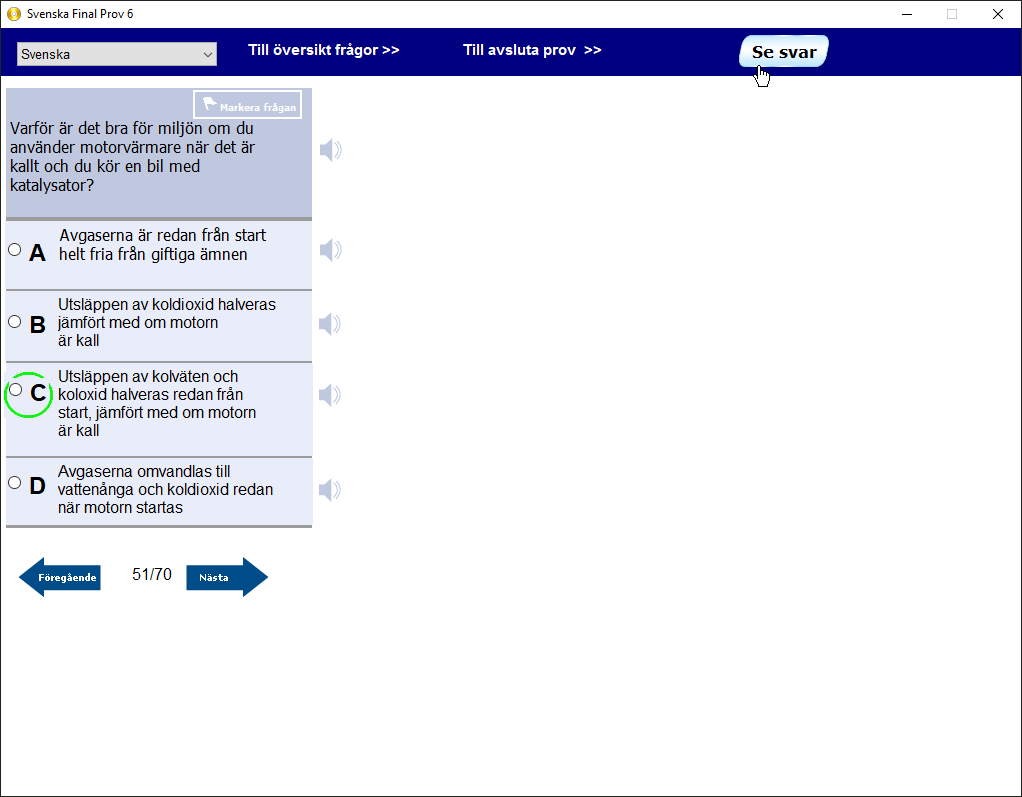 Svenska Final Prov 6
Svenska
Till översikt frågor >>
Till avsluta prov >>
Se svar
Markera frågan
Varför är det bra för miljön om du
använder motorvärmare när det är
kallt och du kör en bil med
katalysator?
A
Avgaserna är redan från start
helt fria från giftiga ämnen
B
Utsläppen av koldioxid halveras
jämfört med om motorn
är kall
C
Utsläppen av kolväten och
koloxid halveras redan från
start, jämfört med om motorn
är kall
D
Avgaserna omvandlas till
vattenånga och koldioxid redan
när motorn startas
Föregående
51/70
Nästa